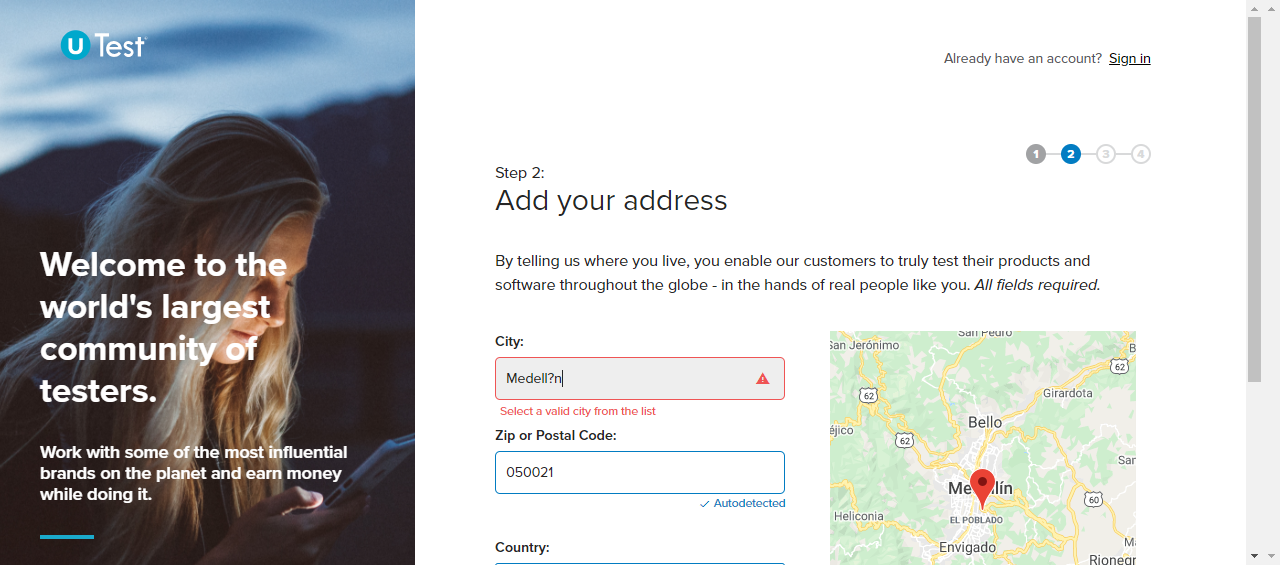 U Test
Already have an account? Sign in
1 2 3 4
Step 2:
Add your address
Welcome to the
world's largest
community of
testers.
Work with some of the most influential
brands on the planet and earn money
while doing it.
By telling us where you live, you enable our customers to truly test their products and
software throughout the globe - in the hands of real people like you. All fields required.
City:
Medell?n
Select a valid city from the list
Zip or Postal Code:
050021
Autodetected
Country:
San Pedro
San Jerónimo
B
62
Girardota
62
éjico
Bello
62
Sar
60
Heliconia
EL POBLADO
Envigado
Rionegr